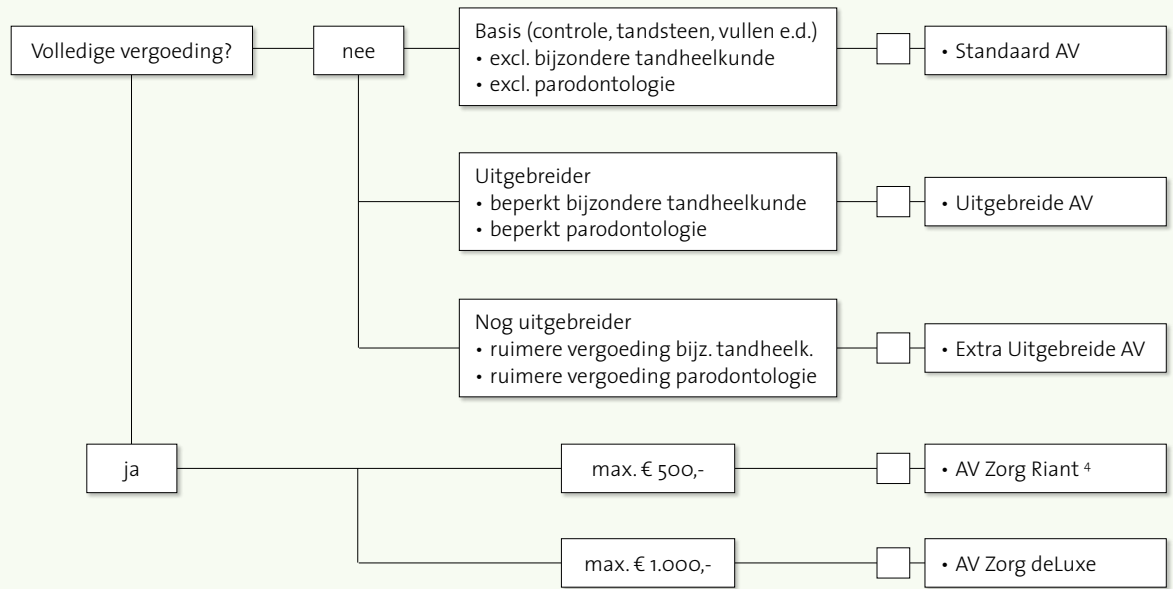 Volledige vergoeding?
nee
Basis (controle, tandsteen, vullen e.d.)
• excl. bijzondere tandheelkunde
• excl. parodontologie
• Standaard AV
Uitgebreider
• beperkt bijzondere tandheelkunde
• beperkt parodontologie
• Uitgebreide AV
Nog uitgebreider
• ruimere vergoeding bijz. tandheelk.
• ruimere vergoeding parodontologie
• Extra Uitgebreide AV
ja
max. € 500,-
• AV Zorg Riant ⁴
max. € 1.000,-
• AV Zorg deLuxe